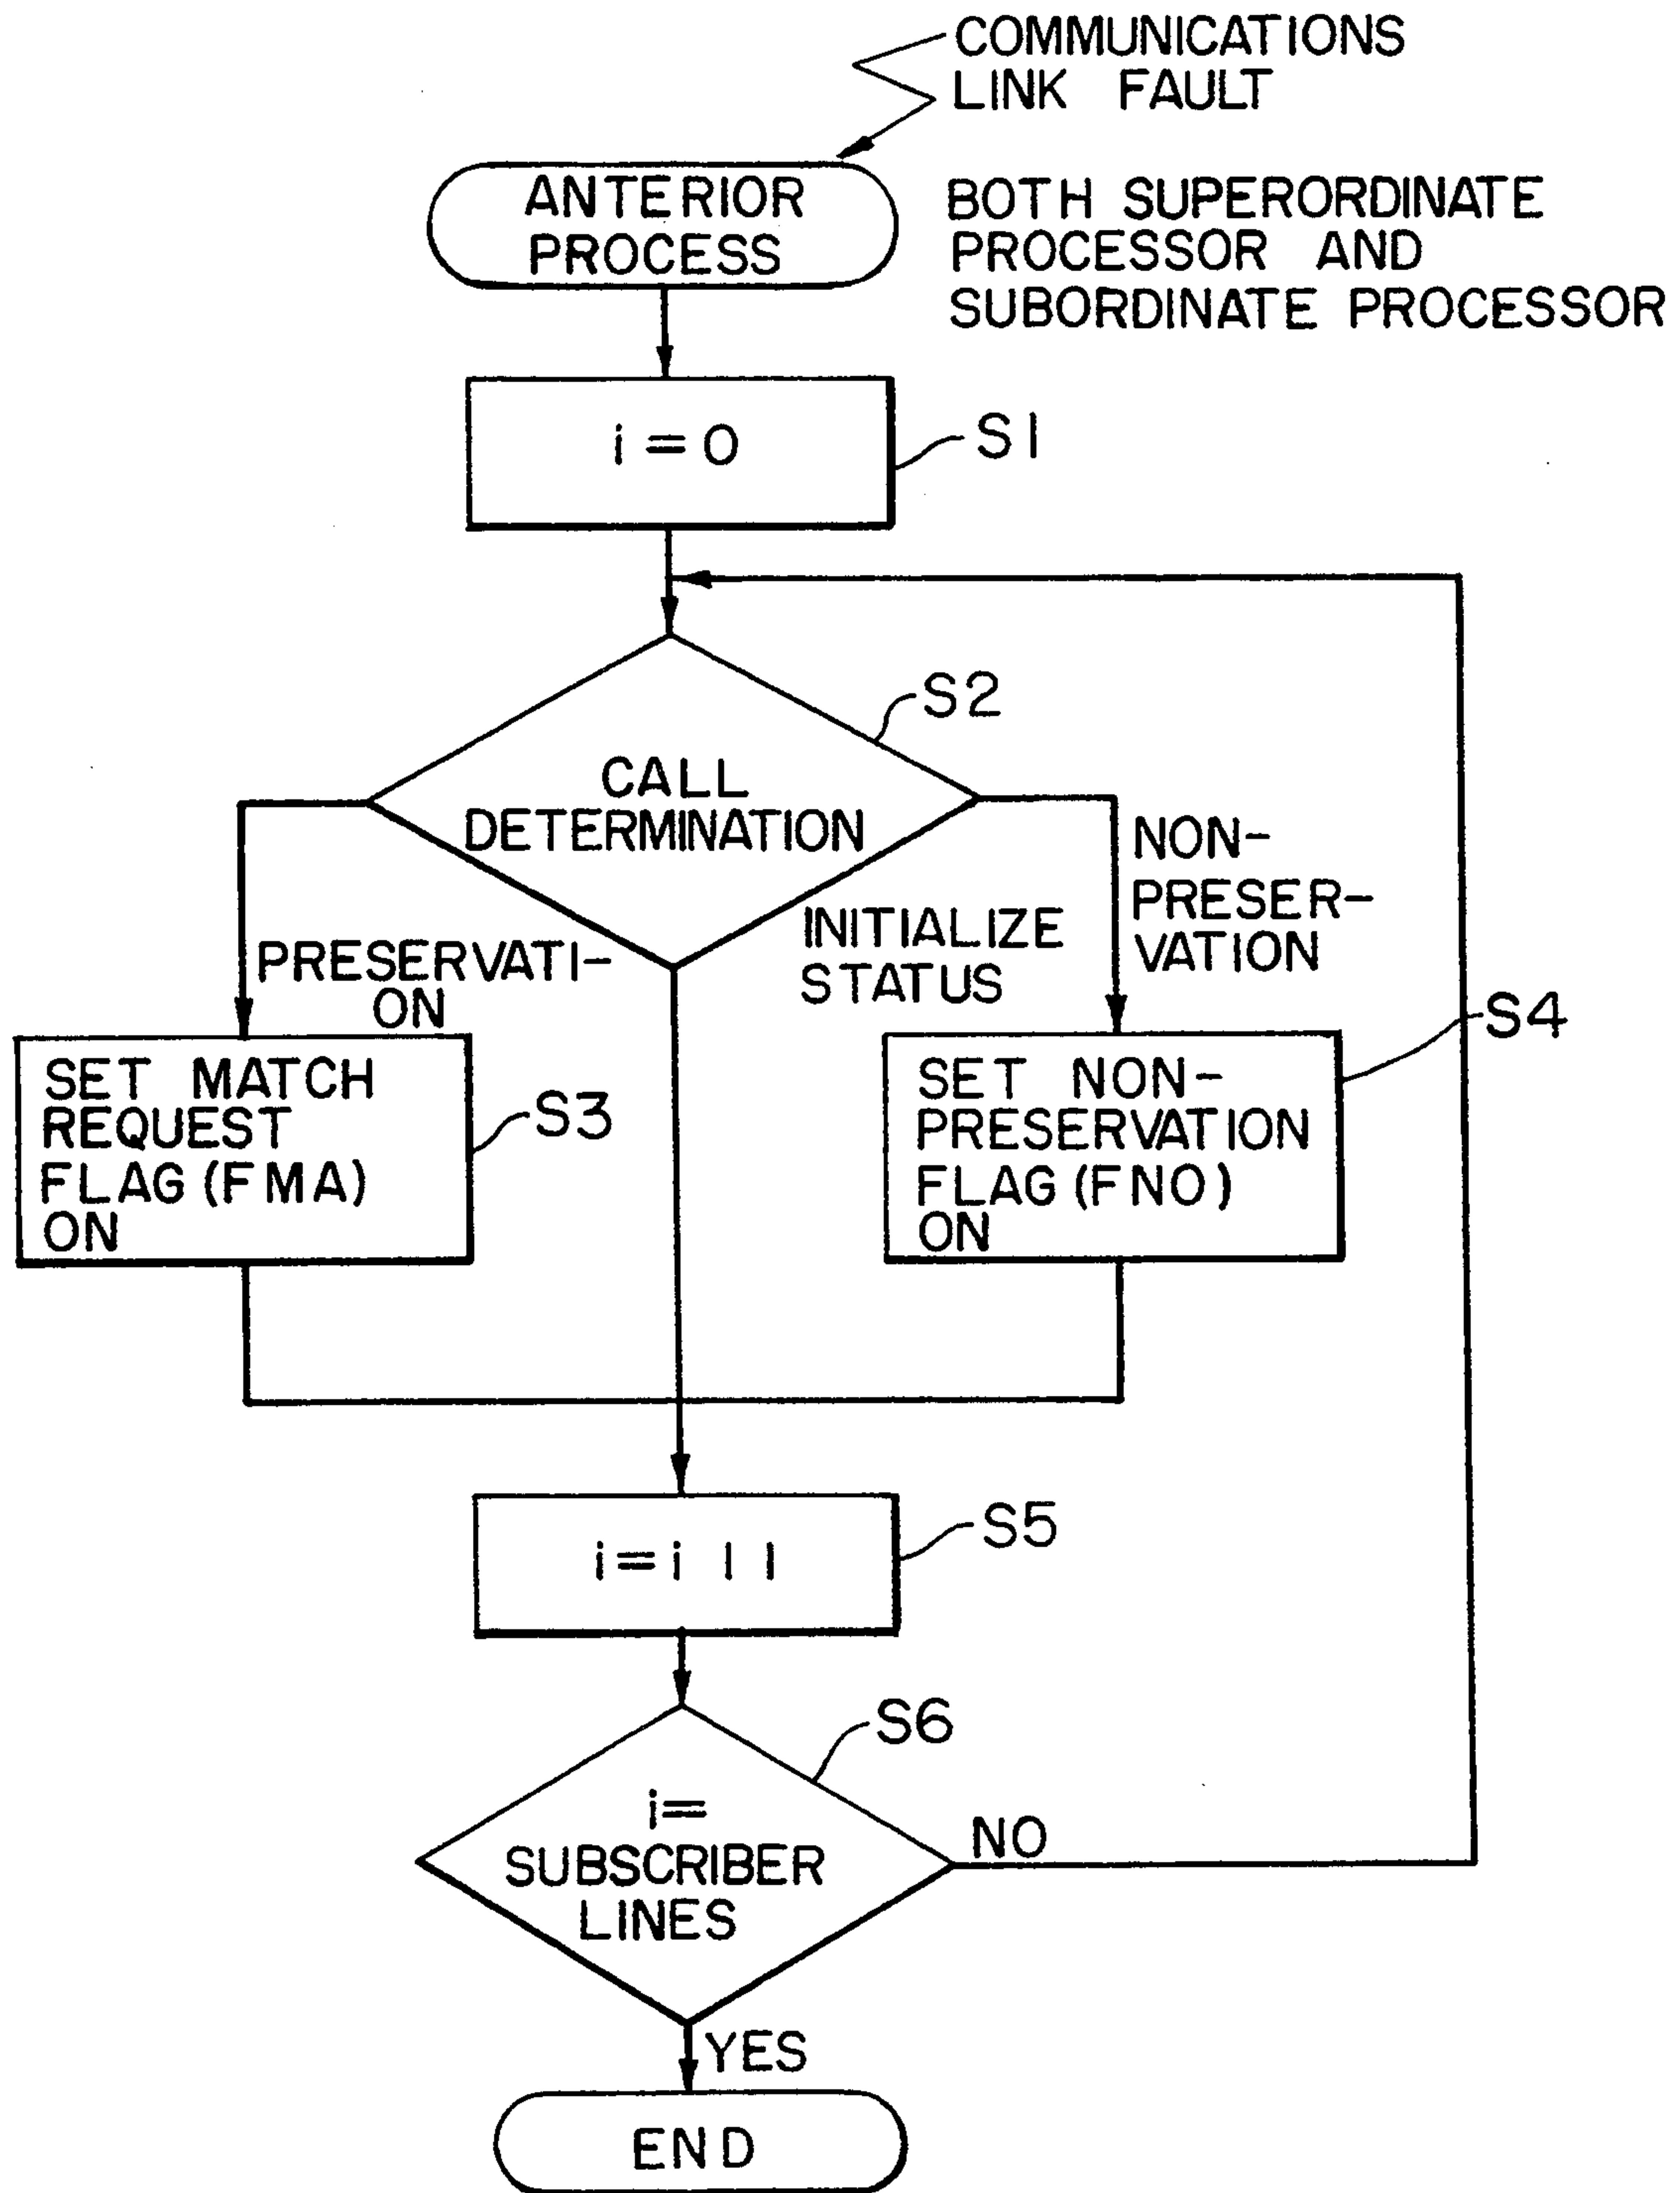 COMMUNICATIONS
LINK FAULT
ANTERIOR
PROCESS
BOTH SUPERORDINATE
PROCESSOR AND
SUBORDINATE PROCESSOR
i = 0
S1
S2
CALL
DETERMINATION
PRESERVATI-
ON
INITIALIZE
STATUS
NON-
PRESER-
VATION
SET MATCH
REQUEST
FLAG (FMA)
ON
S3
SET NON-
PRESERVATION
FLAG (FNO)
ON
S4
i = i | |
S5
S6
i =
SUBSCRIBER
LINES
NO
YES
END